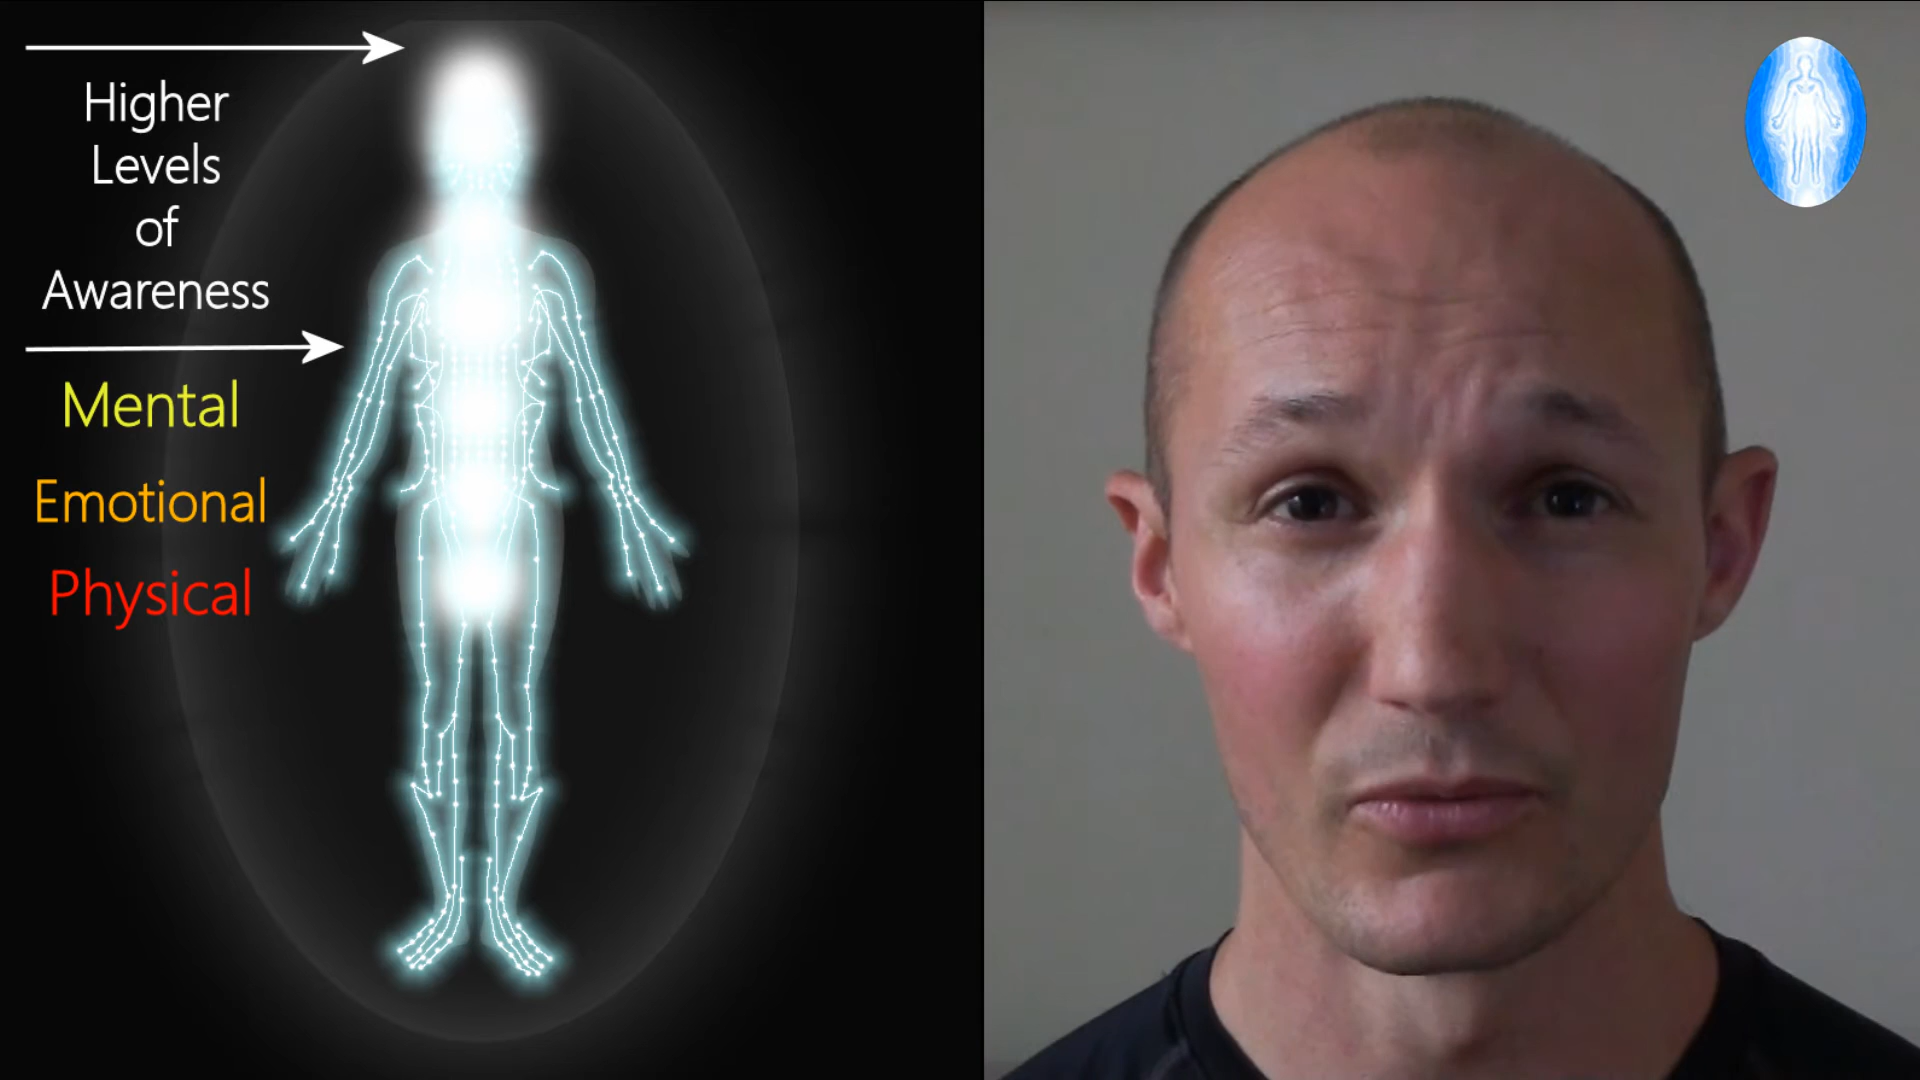 Higher
Levels
of
Awareness
Mental
Emotional
Physical